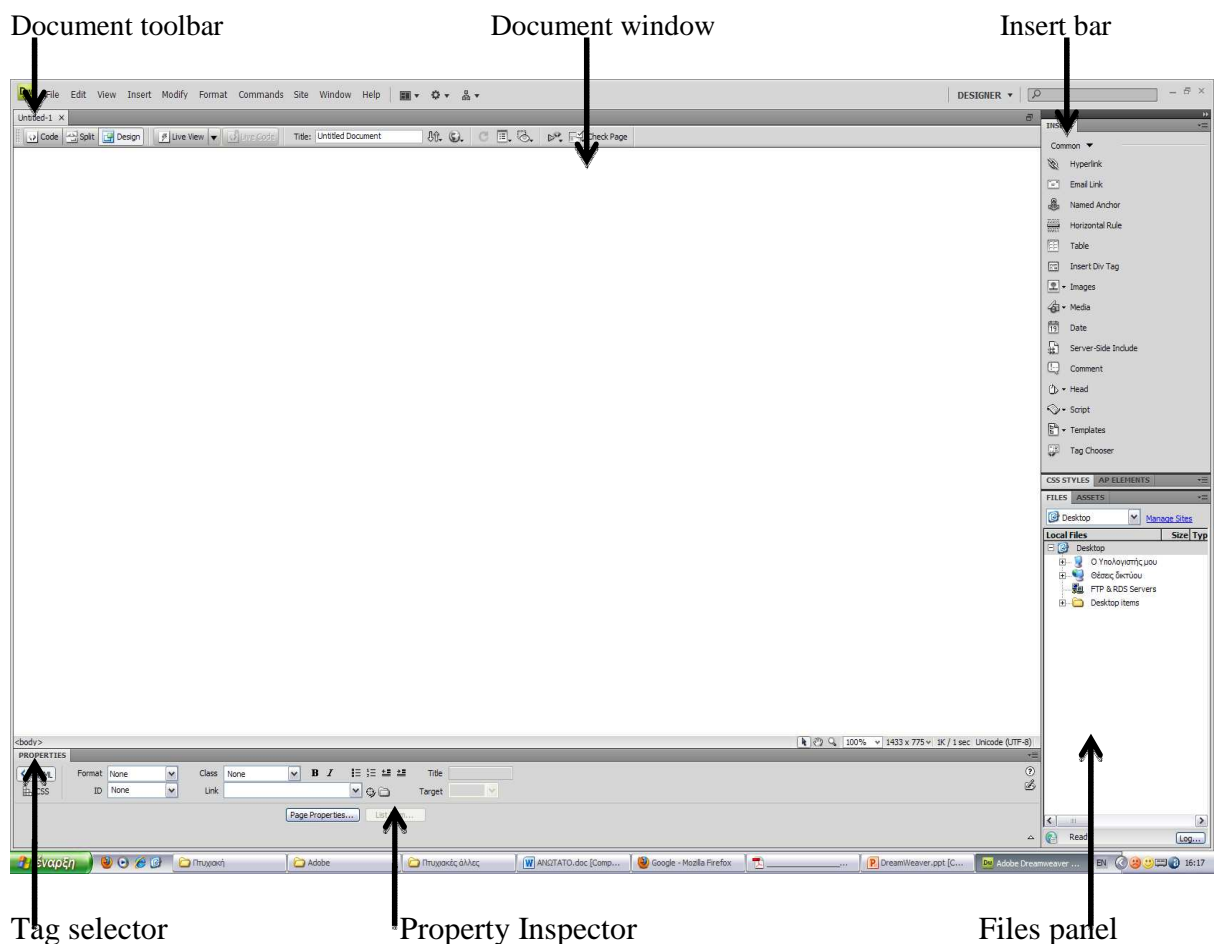 Document toolbar Document window Insert bar
Dw File Edit View Insert Modify Format Commands Site Window Help DESIGNER
Untitled-1 ×
Code Split Design Live View Live Code Title: Untitled Document Check Page
Common
Hyperlink
Email Link
Named Anchor
Horizontal Rule
Table
Insert Div Tag
Images
Media
19 Date
Server-Side Include
Comment
Head
Script
Templates
Tag Chooser
CSS STYLES AP ELEMENTS
FILES ASSETS
Desktop Manage Sites
Local Files Size Typ
Desktop
Ο Υπολογιστής μου
Θέσεις δικτύου
FTP & RDS Servers
Desktop items
<body> 100% 1433 x 775 1K / 1 sec Unicode (UTF-8)
PROPERTIES
Format None Class None B I Title
CSS ID None Link Target
Page Properties...
Log...
έναρξη Πτυχιακή Adobe Πτυχιακές άλλες ΑΝΩΤΑΤΟ.doc [Comp... Google - Mozilla Firefox ... DreamWeaver.ppt [C... Adobe Dreamweaver ... EN 16:17
Tag selector Property Inspector Files panel